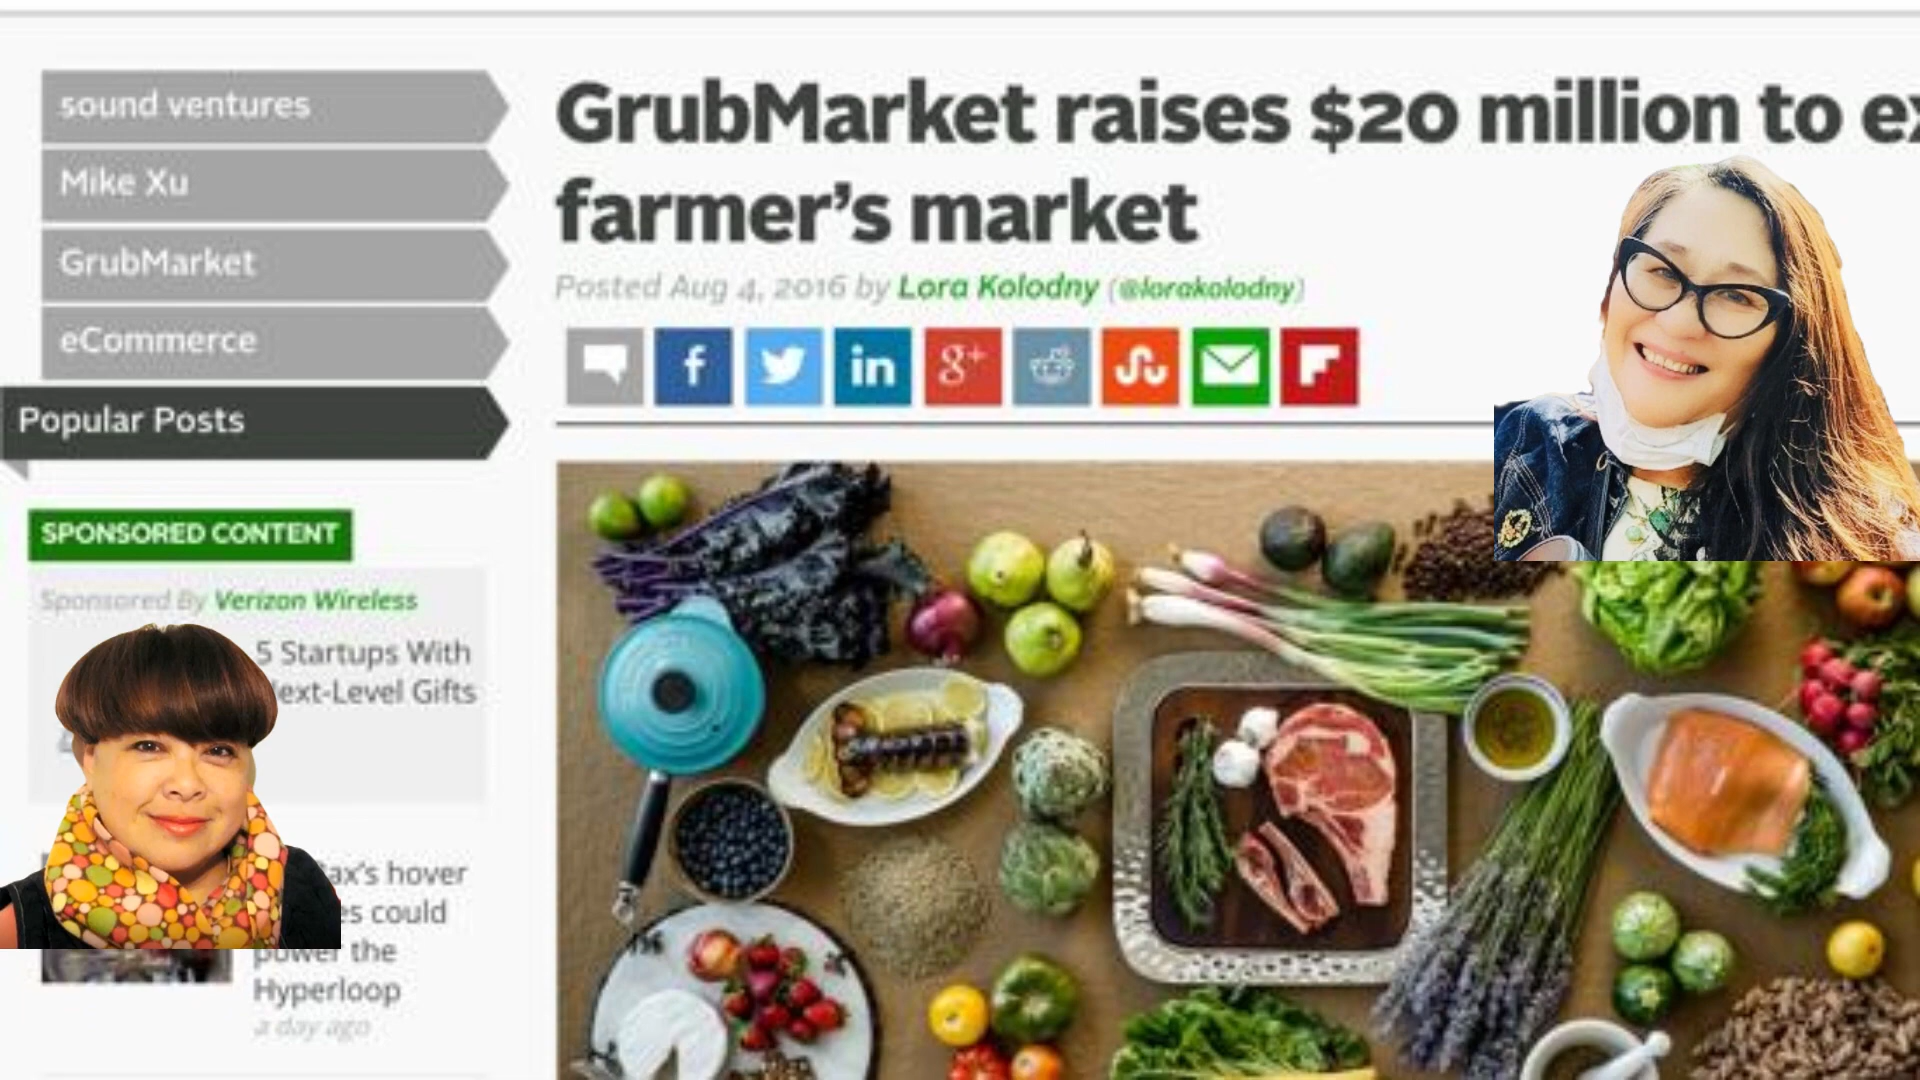 sound ventures
Mike Xu
GrubMarket
eCommerce
Popular Posts
SPONSORED CONTENT
Sponsored By Verizon Wireless
5 Startups With
ext-Level Gifts
ax's hover
es could
power the
Hyperloop
a day ago
GrubMarket raises $20 million to ex
farmer's market
Posted Aug 4, 2016 by Lora Kolodny (@lorakolodny)
f
in
g+